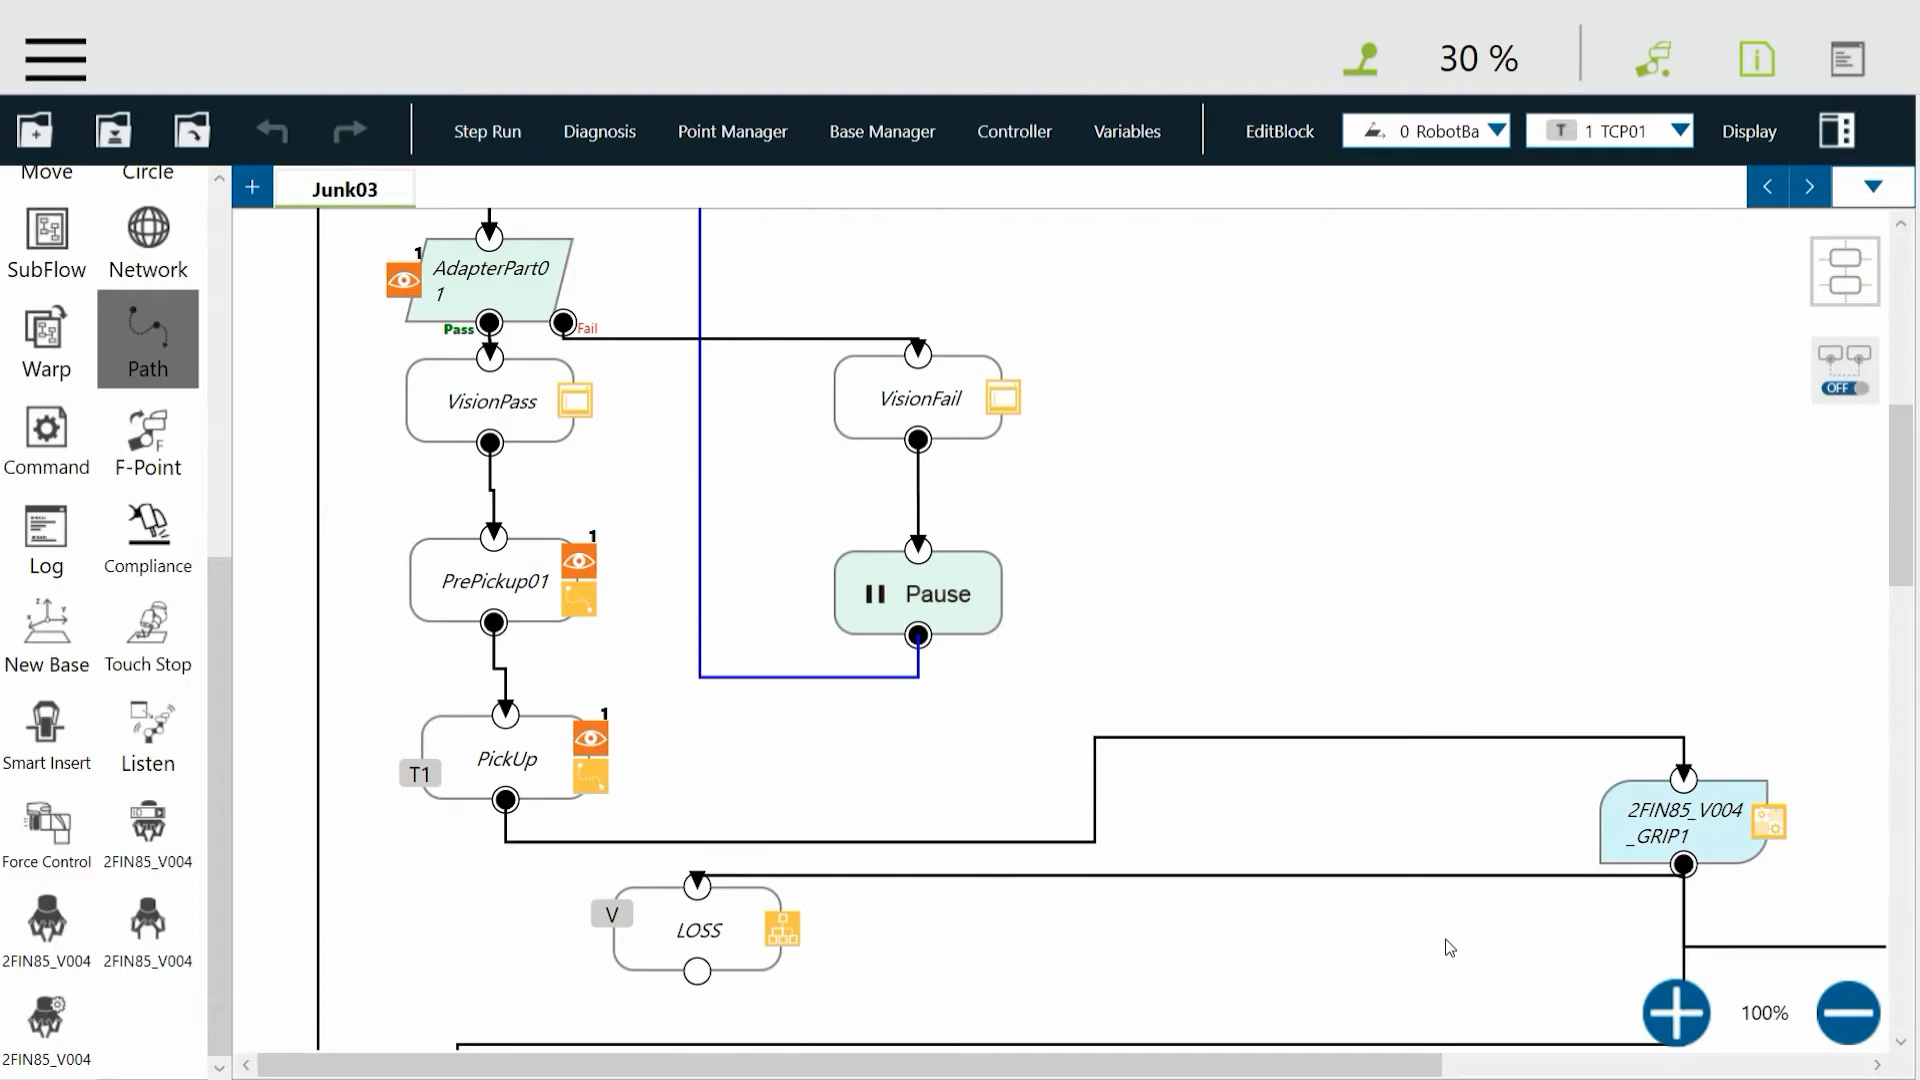 30 %
Step Run
Diagnosis
Point Manager
Base Manager
Controller
Variables
EditBlock
0 RobotBa
T
1 TCP01
Display
Junk03
Move
Circle
SubFlow
Network
Warp
Path
Command
F-Point
F
Log
Compliance
New Base
Touch Stop
Smart Insert
Listen
Force Control
2FIN85_V004
2FIN85_V004
2FIN85_V004
2FIN85_V004
1
AdapterPart0
1
Pass
Fail
VisionPass
VisionFail
OFF
1
PrePickup01
Pause
1
PickUp
T1
2FIN85_V004
_GRIP1
V
LOSS
100%